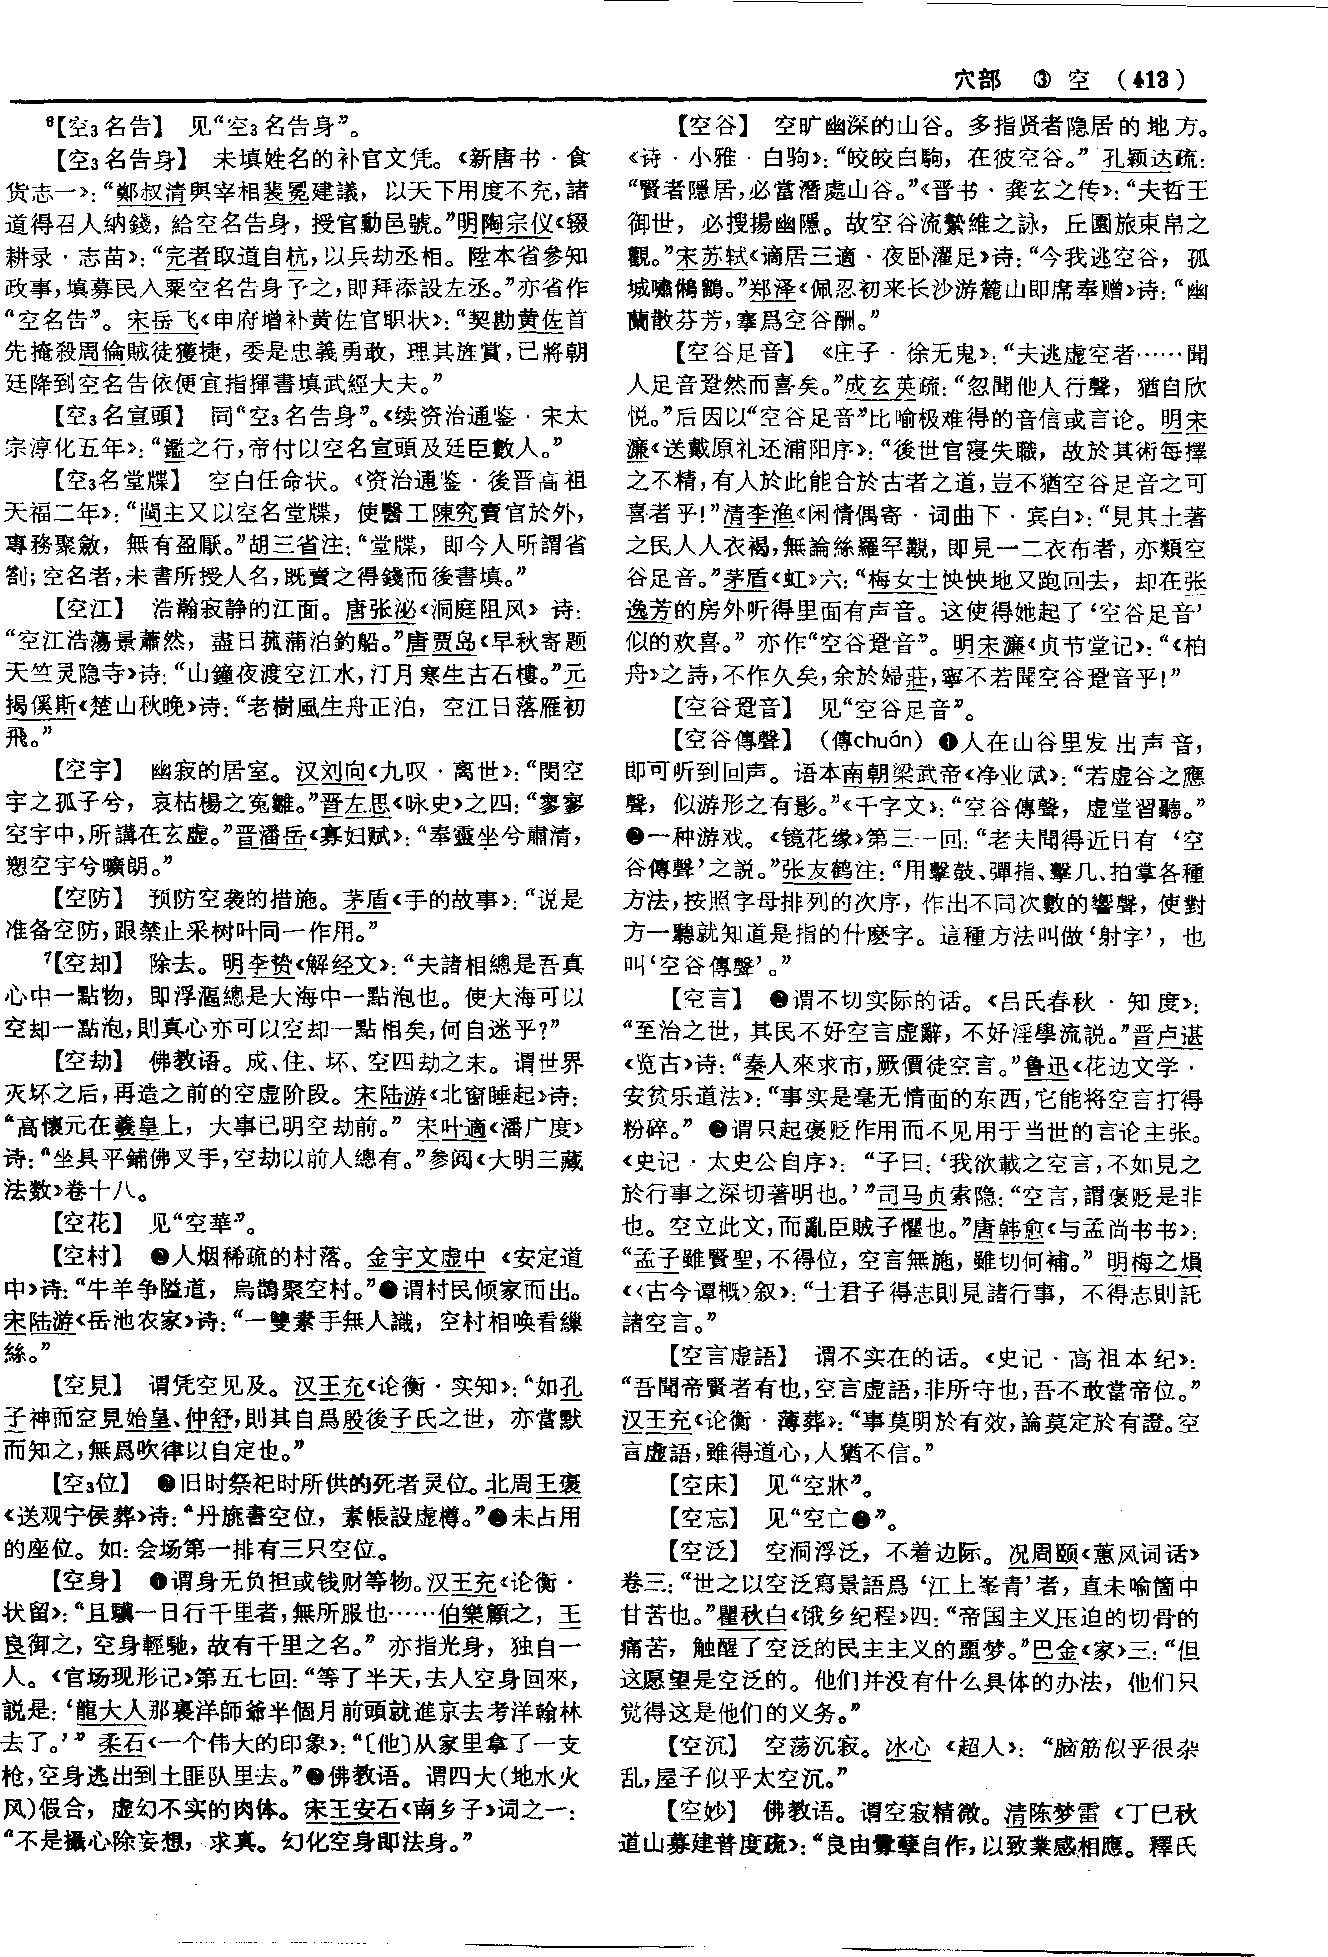 穴部 ③ 空 (413)
⁶【空₃名告】 见“空₃名告身”。
【空₃名告身】 未填姓名的补官文凭。《新唐书·食
货志一》：“鄭叔清與宰相裴冕建議，以天下用度不充，諸
道得召人納錢，給空名告身，授官勳邑號。”明陶宗仪《辍
耕录·志苗》：“完者取道自杭，以兵劫丞相。陞本省參知
政事，填募民入粟空名告身予之，即拜添設左丞。”亦省作
“空名告”。宋岳飞《申府增补黄佐官职状》：“契勘黄佐首
先掩殺周倫賊徒獲捷，委是忠義勇敢，理其旌賞，已將朝
廷降到空名告依便宜指揮書填武經大夫。”
【空₃名宣頭】 同“空₃名告身”。《续资治通鉴·宋太
宗淳化五年》：“鑑之行，帝付以空名宣頭及廷臣數人。”
【空₃名堂牒】 空白任命状。《资治通鉴·後晋高祖
天福二年》：“閩主又以空名堂牒，使醫工陳究賣官於外，
專務聚斂，無有盈厭。”胡三省注：“堂牒，即今人所謂省
劄；空名者，未書所授人名，既賣之得錢而後書填。”
【空江】 浩瀚寂静的江面。唐张泌《洞庭阻风》诗：
“空江浩蕩景蕭然，盡日菰蒲泊釣船。”唐贾岛《早秋寄题
天竺灵隐寺》诗：“山鐘夜渡空江水，汀月寒生古石樓。”元
揭傒斯《楚山秋晚》诗：“老樹風生舟正泊，空江日落雁初
飛。”
【空宇】 幽寂的居室。汉刘向《九叹·离世》：“閔空
宇之孤子兮，哀枯楊之冤雛。”晋左思《咏史》之四：“寥寥
空宇中，所講在玄虚。”晋潘岳《寡妇赋》：“奉靈坐兮肅清，
愬空宇兮曠朗。”
【空防】 预防空袭的措施。茅盾《手的故事》：“说是
准备空防，跟禁止采树叶同一作用。”
⁷【空却】 除去。明李贽《解经文》：“夫諸相總是吾真
心中一點物，即浮漚總是大海中一點泡也。使大海可以
空却一點泡，則真心亦可以空却一點相矣，何自迷乎？”
【空劫】 佛教语。成、住、坏、空四劫之末。谓世界
灭坏之后，再造之前的空虚阶段。宋陆游《北窗睡起》诗：
“高懷元在羲皇上，大事已明空劫前。”宋叶適《潘广度》
诗：“坐具平鋪佛叉手，空劫以前人總有。”参阅《大明三藏
法数》卷十八。
【空花】 见“空華”。
【空村】 ❶人烟稀疏的村落。金宇文虚中《安定道
中》诗：“牛羊争隘道，烏鵲聚空村。”❷谓村民倾家而出。
宋陆游《岳池农家》诗：“一雙素手無人識，空村相唤看繅
絲。”
【空見】 谓凭空见及。汉王充《论衡·实知》：“如孔
子神而空見始皇、仲舒，則其自爲殷後子氏之世，亦當默
而知之，無爲吹律以自定也。”
【空₃位】 ❶旧时祭祀时所供的死者灵位。北周王褒
《送观宁侯葬》诗：“丹旐書空位，素帳設虚樽。”❷未占用
的座位。如：会场第一排有三只空位。
【空身】 ❶谓身无负担或钱财等物。汉王充《论衡·
状留》：“且驥一日行千里者，無所服也……伯樂顧之，王
良御之，空身輕馳，故有千里之名。”亦指光身，独自一
人。《官场现形记》第五七回：“等了半天，去人空身回來，
説是：‘龍大人那裏洋師爺半個月前頭就進京去考洋翰林
去了。’”柔石《一个伟大的印象》：“〔他〕从家里拿了一支
枪，空身逃出到土匪队里去。”❷佛教语。谓四大（地水火
风）假合，虚幻不实的肉体。宋王安石《南乡子》词之一：
“不是攝心除妄想，求真。幻化空身即法身。”
【空谷】 空旷幽深的山谷。多指贤者隐居的地方。
《诗·小雅·白驹》：“皎皎白駒，在彼空谷。”孔颖达疏：
“賢者隱居，必當潛處山谷。”《晋书·龚玄之传》：“夫哲王
御世，必搜揚幽隱。故空谷流縶維之詠，丘園旅束帛之
觀。”宋苏轼《谪居三適·夜卧濯足》诗：“今我逃空谷，孤
城嘯鵂鶹。”郑泽《佩忍初来长沙游麓山即席奉赠》诗：“幽
蘭散芬芳，搴爲空谷酬。”
【空谷足音】 《庄子·徐无鬼》：“夫逃虚空者……聞
人足音跫然而喜矣。”成玄英疏：“忽聞他人行聲，猶自欣
悦。”后因以“空谷足音”比喻极难得的音信或言论。明宋
濂《送戴原礼还浦阳序》：“後世官寖失職，故於其術每擇
之不精，有人於此能合於古者之道，豈不猶空谷足音之可
喜者乎！”清李渔《闲情偶寄·词曲下·宾白》：“見其土著
之民人人衣褐，無論絲羅罕覯，即見一二衣布者，亦類空
谷足音。”茅盾《虹》六：“梅女士怏怏地又跑回去，却在张
逸芳的房外听得里面有声音。这使得她起了‘空谷足音’
似的欢喜。”亦作“空谷跫音”。明宋濂《贞节堂记》：“《柏
舟》之詩，不作久矣，余於婦莊，寧不若聞空谷跫音乎！”
【空谷跫音】 见“空谷足音”。
【空谷傳聲】 （傳chuán）❶人在山谷里发出声音，
即可听到回声。语本南朝梁武帝《净业赋》：“若虚谷之應
聲，似游形之有影。”《千字文》：“空谷傳聲，虚堂習聽。”
❷一种游戏。《镜花缘》第三一回：“老夫聞得近日有‘空
谷傳聲’之説。”张友鹤注：“用擊鼓、彈指、擊几、拍掌各種
方法，按照字母排列的次序，作出不同次數的響聲，使對
方一聽就知道是指的什麽字。這種方法叫做‘射字’，也
叫‘空谷傳聲’。”
【空言】 ❶谓不切实际的话。《吕氏春秋·知度》：
“至治之世，其民不好空言虚辭，不好淫學流説。”晋卢谌
《览古》诗：“秦人來求市，厥價徒空言。”鲁迅《花边文学·
安贫乐道法》：“事实是毫无情面的东西，它能将空言打得
粉碎。”❷谓只起褒贬作用而不见用于当世的言论主张。
《史记·太史公自序》：“子曰：‘我欲載之空言，不如見之
於行事之深切著明也。’”司马贞索隐：“空言，謂褒貶是非
也。空立此文，而亂臣賊子懼也。”唐韩愈《与孟尚书书》：
“孟子雖賢聖，不得位，空言無施，雖切何補。”明梅之熉
《〈古今谭概〉叙》：“士君子得志則見諸行事，不得志則託
諸空言。”
【空言虚語】 谓不实在的话。《史记·高祖本纪》：
“吾聞帝賢者有也，空言虚語，非所守也，吾不敢當帝位。”
汉王充《论衡·薄葬》：“事莫明於有效，論莫定於有證。空
言虚語，雖得道心，人猶不信。”
【空床】 见“空牀”。
【空忘】 见“空亡❷”。
【空泛】 空洞浮泛，不着边际。况周颐《蕙风词话》
卷三：“世之以空泛寫景語爲‘江上峯青’者，直未喻箇中
甘苦也。”瞿秋白《饿乡纪程》四：“帝国主义压迫的切骨的
痛苦，触醒了空泛的民主主义的噩梦。”巴金《家》三：“但
这愿望是空泛的。他们并没有什么具体的办法，他们只
觉得这是他们的义务。”
【空沉】 空荡沉寂。冰心《超人》：“脑筋似乎很杂
乱，屋子似乎太空沉。”
【空妙】 佛教语。谓空寂精微。清陈梦雷《丁巳秋
道山募建普度疏》：“良由釁孽自作，以致業感相應。釋氏